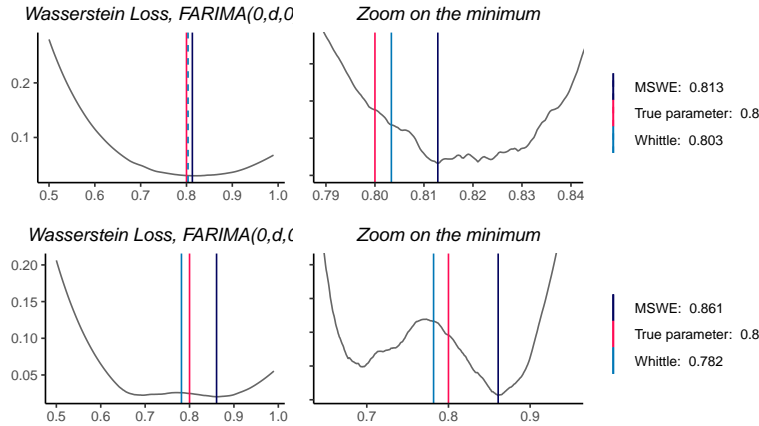 Wasserstein Loss, FARIMA(0,d,0
Zoom on the minimum
0.2
0.1
0.5 0.6 0.7 0.8 0.9 1.0
0.79 0.80 0.81 0.82 0.83 0.84
MSWE: 0.813
True parameter: 0.8
Whittle: 0.803
Wasserstein Loss, FARIMA(0,d,0
Zoom on the minimum
0.20
0.15
0.10
0.05
0.5 0.6 0.7 0.8 0.9 1.0
0.7 0.8 0.9
MSWE: 0.861
True parameter: 0.8
Whittle: 0.782